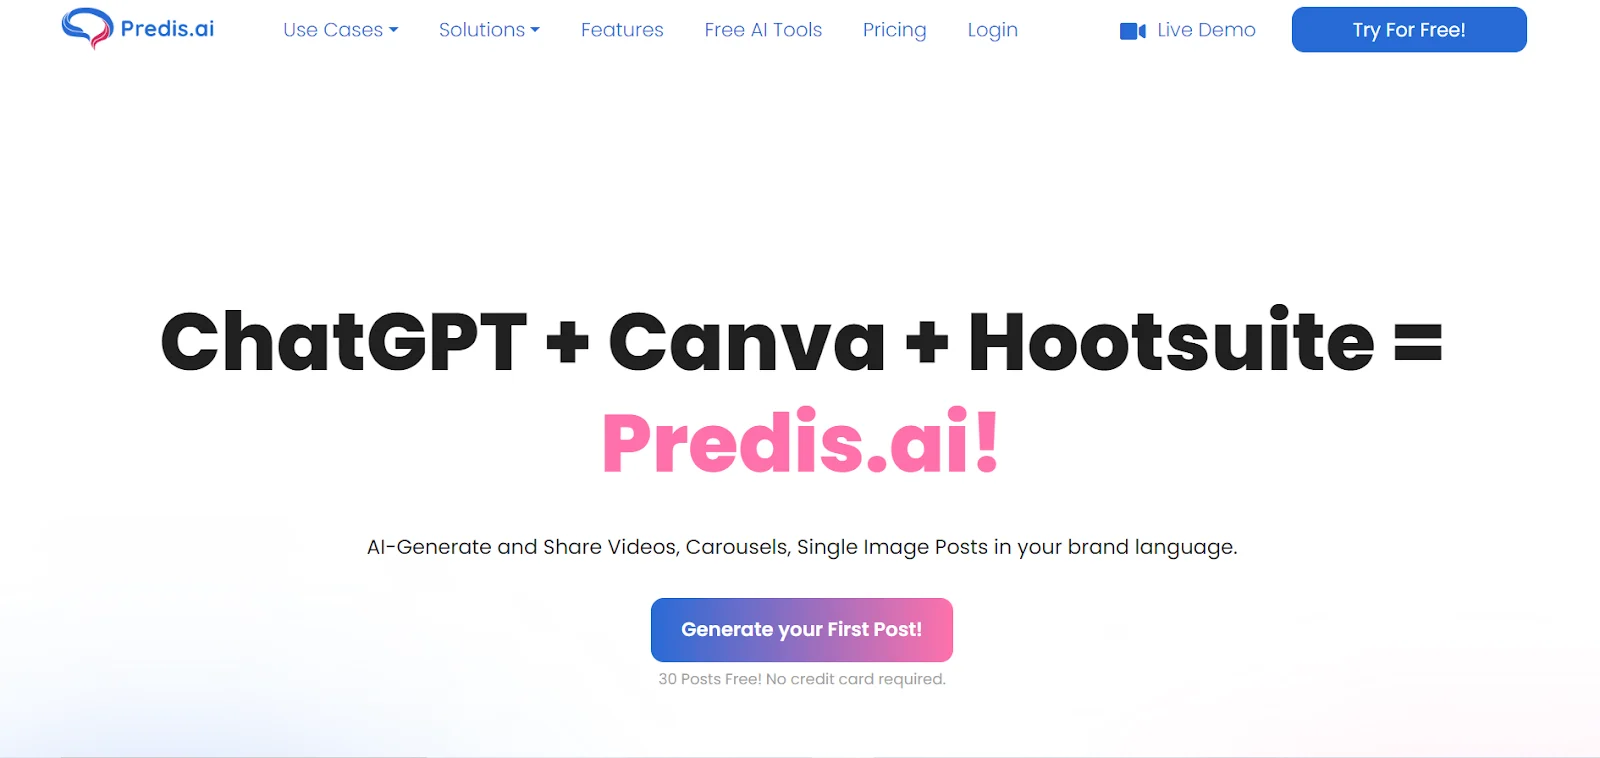 Predis.ai
Use Cases
Solutions
Features
Free AI Tools
Pricing
Login
Live Demo
Try For Free!
ChatGPT + Canva + Hootsuite =
Predis.ai!
AI-Generate and Share Videos, Carousels, Single Image Posts in your brand language.
Generate your First Post!
30 Posts Free! No credit card required.